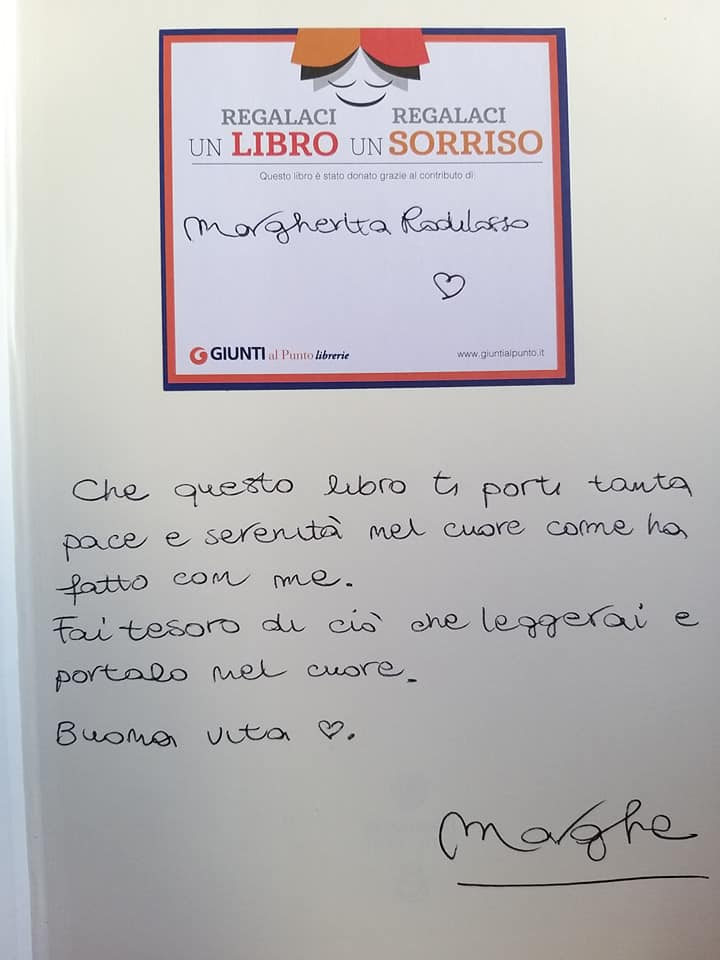 REGALACI REGALACI
UN LIBRO UN SORRISO
Questo libro è stato donato grazie al contributo di
Margherita
GIUNTI al Punto librerie
www.giuntialpunto.it
Che questo libro ti porti tanta
pace e serenità nel cuore come ha
fatto con me.
Fai tesoro di ciò che leggerai e
portalo nel cuore.
Buona vita ♡.
Marghe